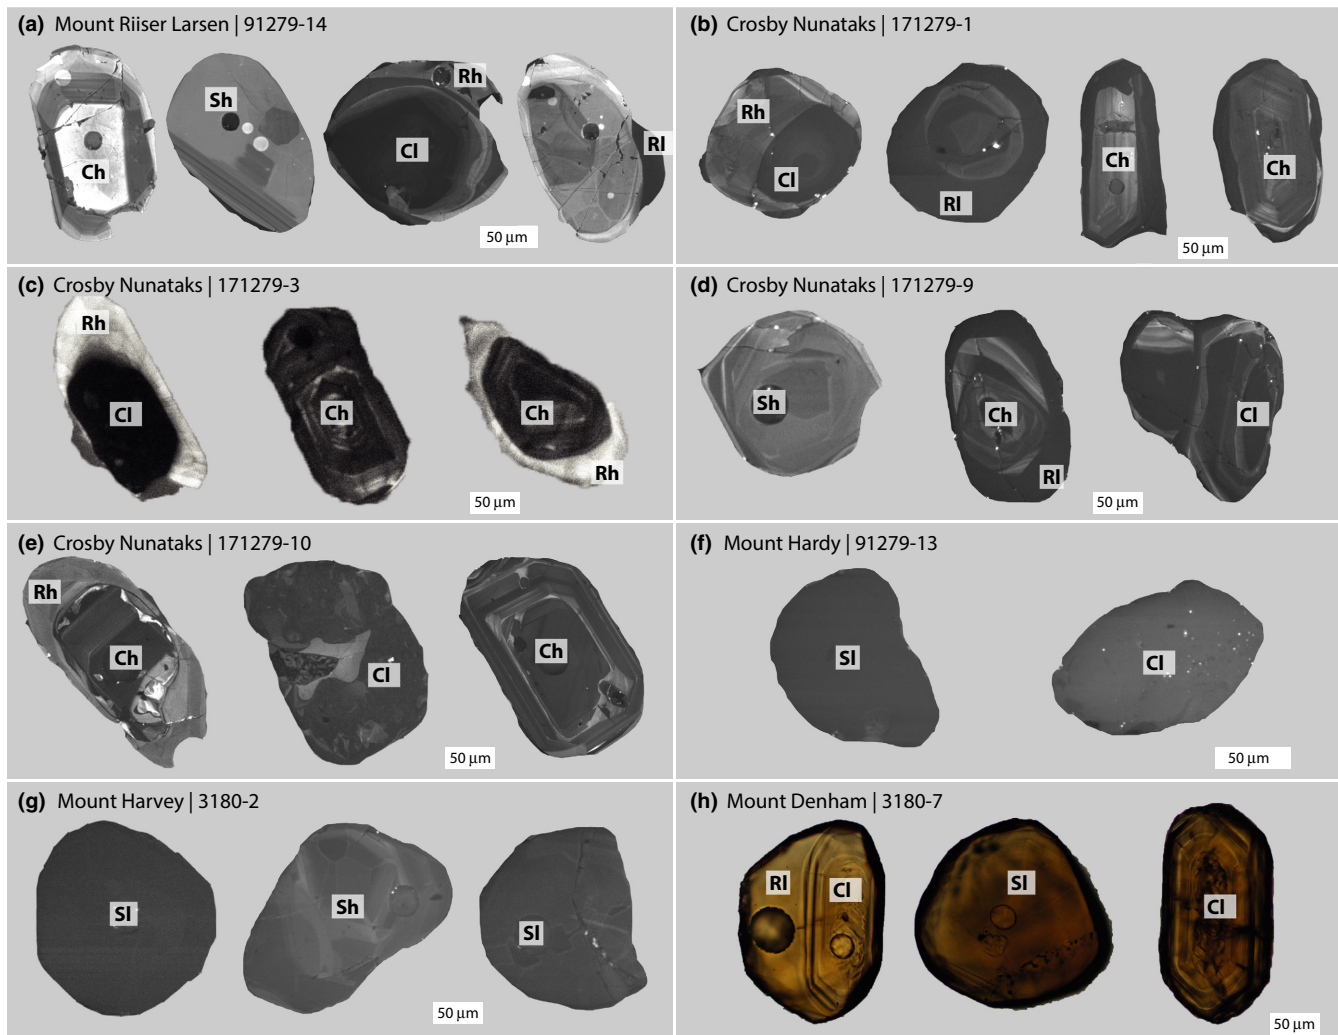 (a) Mount Riiser Larsen | 91279-14
Ch
Sh
Cl
Rh
Rl
50 µm
(b) Crosby Nunataks | 171279-1
Rh
Cl
Rl
Ch
Ch
50 µm
(c) Crosby Nunataks | 171279-3
Rh
Cl
Ch
Ch
Rh
50 µm
(d) Crosby Nunataks | 171279-9
Sh
Ch
Rl
Cl
50 µm
(e) Crosby Nunataks | 171279-10
Rh
Ch
Cl
Ch
50 µm
(f) Mount Hardy | 91279-13
Sl
Cl
50 µm
(g) Mount Harvey | 3180-2
Sl
Sh
Sl
50 µm
(h) Mount Denham | 3180-7
Rl
Cl
Sl
Cl
50 µm